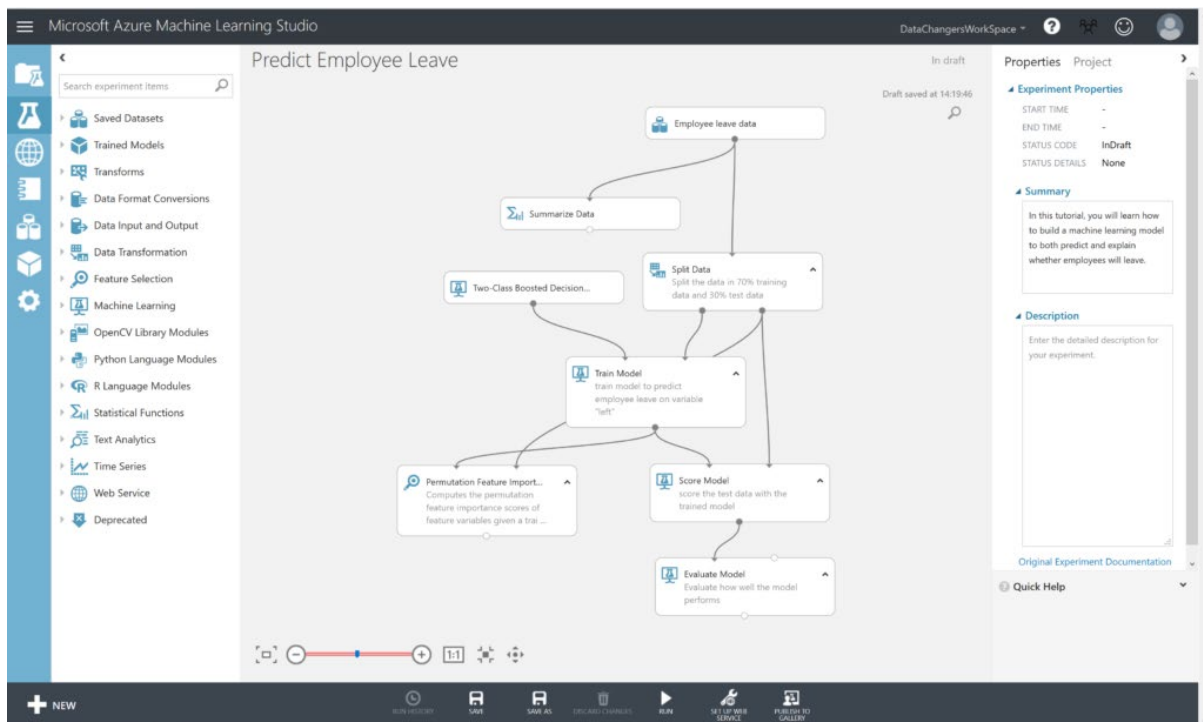 Microsoft Azure Machine Learning Studio
DataChangersWorkSpace
?
Search experiment items
Saved Datasets
Trained Models
Transforms
Data Format Conversions
Data Input and Output
Data Transformation
Feature Selection
Machine Learning
OpenCV Library Modules
Python Language Modules
R Language Modules
Statistical Functions
Text Analytics
Time Series
Web Service
Deprecated
Predict Employee Leave
In draft
Draft saved at 14:19:46
Employee leave data
Summarize Data
Split Data
Split the data in 70% training
data and 30% test data
Two-Class Boosted Decision...
Train Model
train model to predict
employee leave on variable
"left"
Permutation Feature Import...
Computes the permutation
feature importance scores of
feature variables given a trai ...
Score Model
score the test data with the
trained model
Evaluate Model
Evaluate how well the model
performs
1:1
Properties Project
Experiment Properties
START TIME -
END TIME -
STATUS CODE InDraft
STATUS DETAILS None
Summary
In this tutorial, you will learn how
to build a machine learning model
to both predict and explain
whether employees will leave.
Description
Enter the detailed description for
your experiment.
Original Experiment Documentation
Quick Help
NEW
RUN HISTORY
SAVE
SAVE AS
DISCARD CHANGES
RUN
SET UP WEB
SERVICE
PUBLISH TO
GALLERY